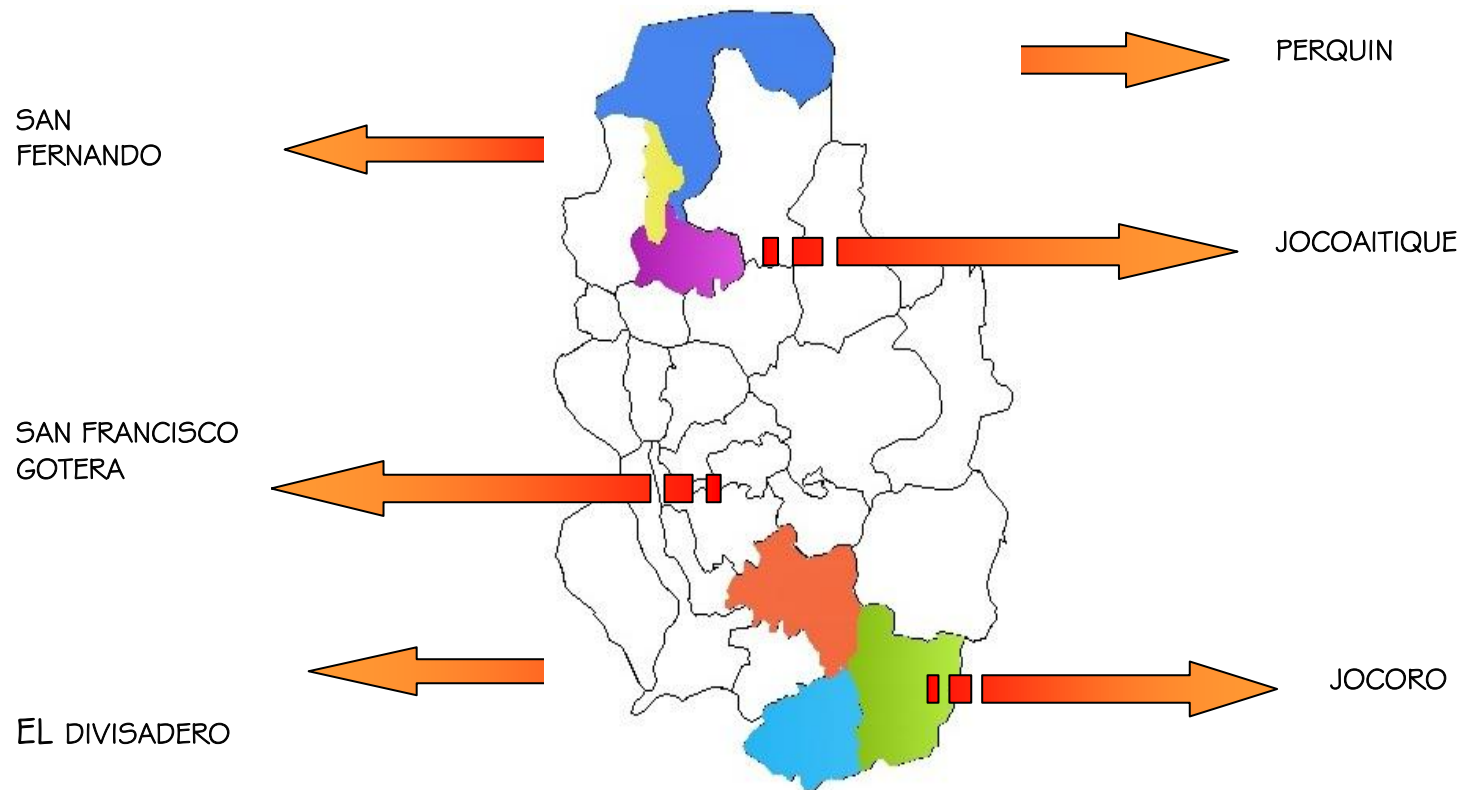 PERQUIN
SAN
FERNANDO
JOCOAITIQUE
SAN FRANCISCO
GOTERA
JOCORO
EL DIVISADERO